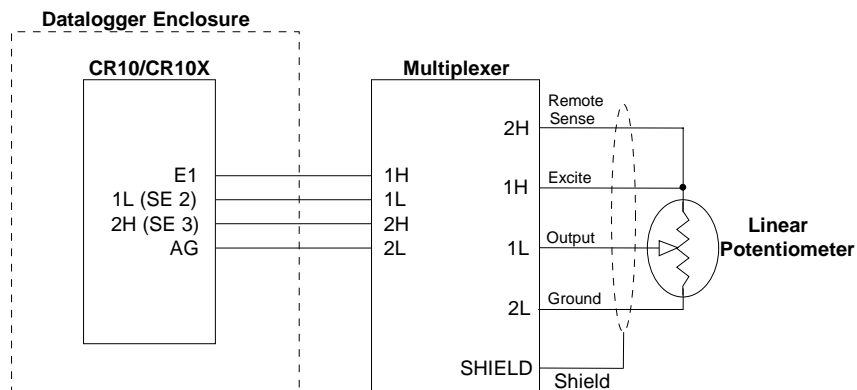 Datalogger Enclosure
CR10/CR10X
Multiplexer
E1
1L (SE 2)
2H (SE 3)
AG
1H
1L
2H
2L
2H
1H
1L
2L
SHIELD
Remote
Sense
Excite
Output
Ground
Shield
Linear
Potentiometer